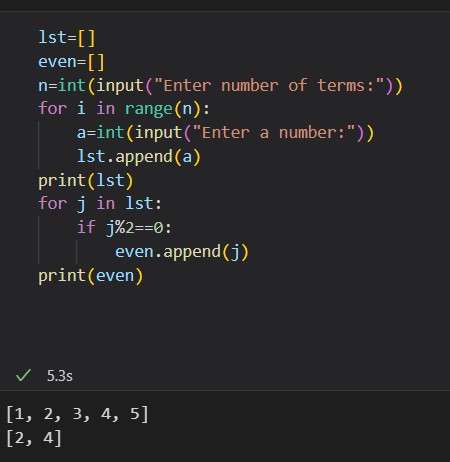 lst=[]
even=[]
n=int(input("Enter number of terms:"))
for i in range(n):
    a=int(input("Enter a number:"))
    lst.append(a)
print(lst)
for j in lst:
    if j%2==0:
        even.append(j)
print(even)
5.3s
[1, 2, 3, 4, 5]
[2, 4]